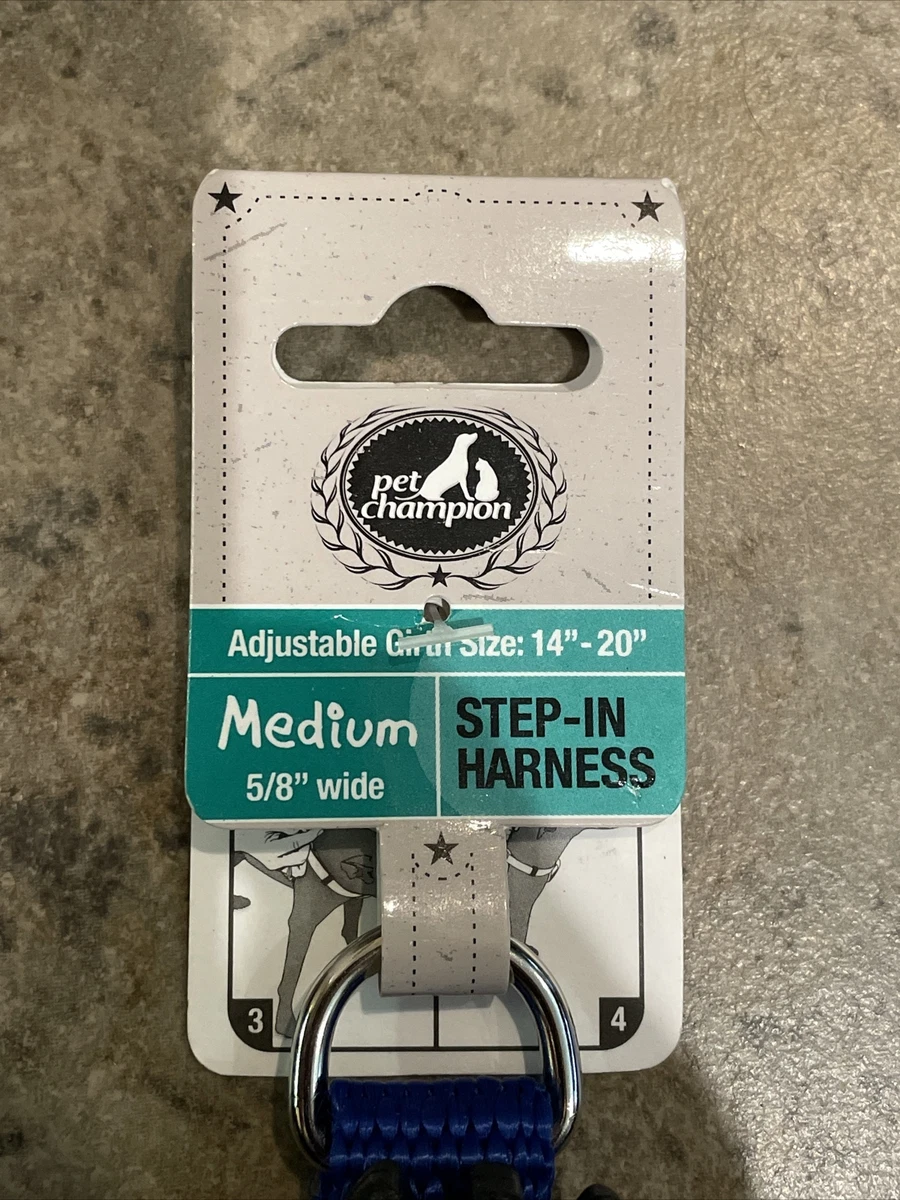 pet
champion
Adjustable Girth Size: 14”- 20”
Medium
5/8” wide
STEP-IN
HARNESS
3
4